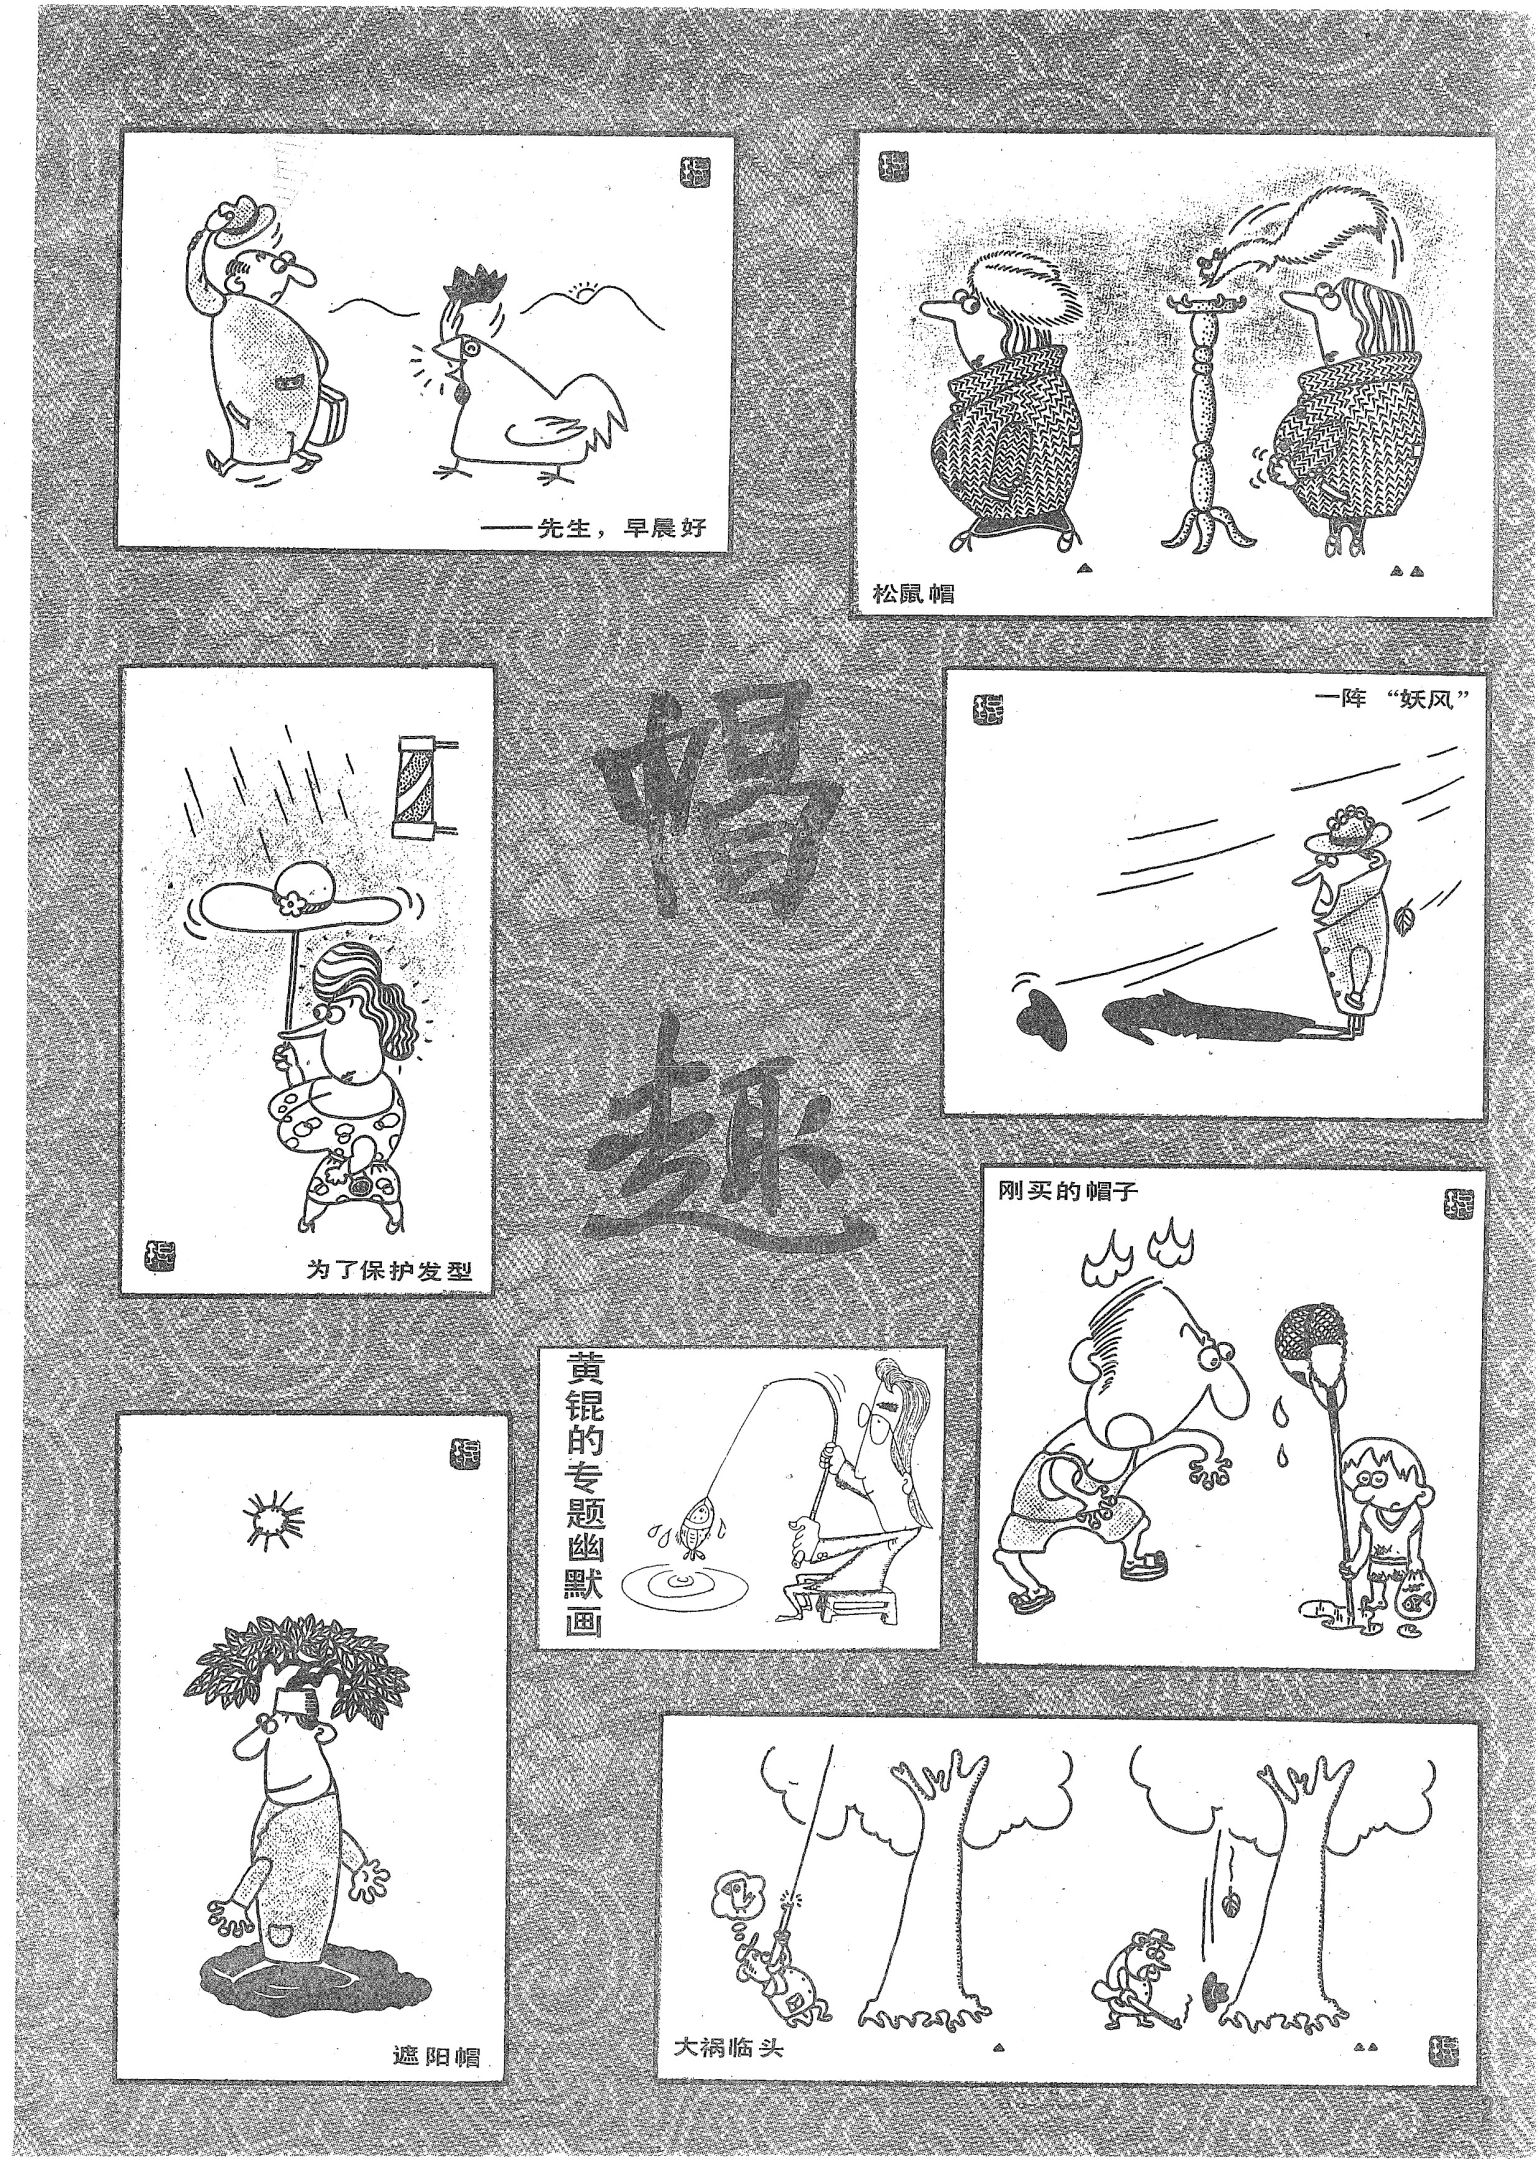 ——先生，早晨好
松鼠帽
帽趣
一阵“妖风”
为了保护发型
刚买的帽子
黄锟的专题幽默画
遮阳帽
大祸临头